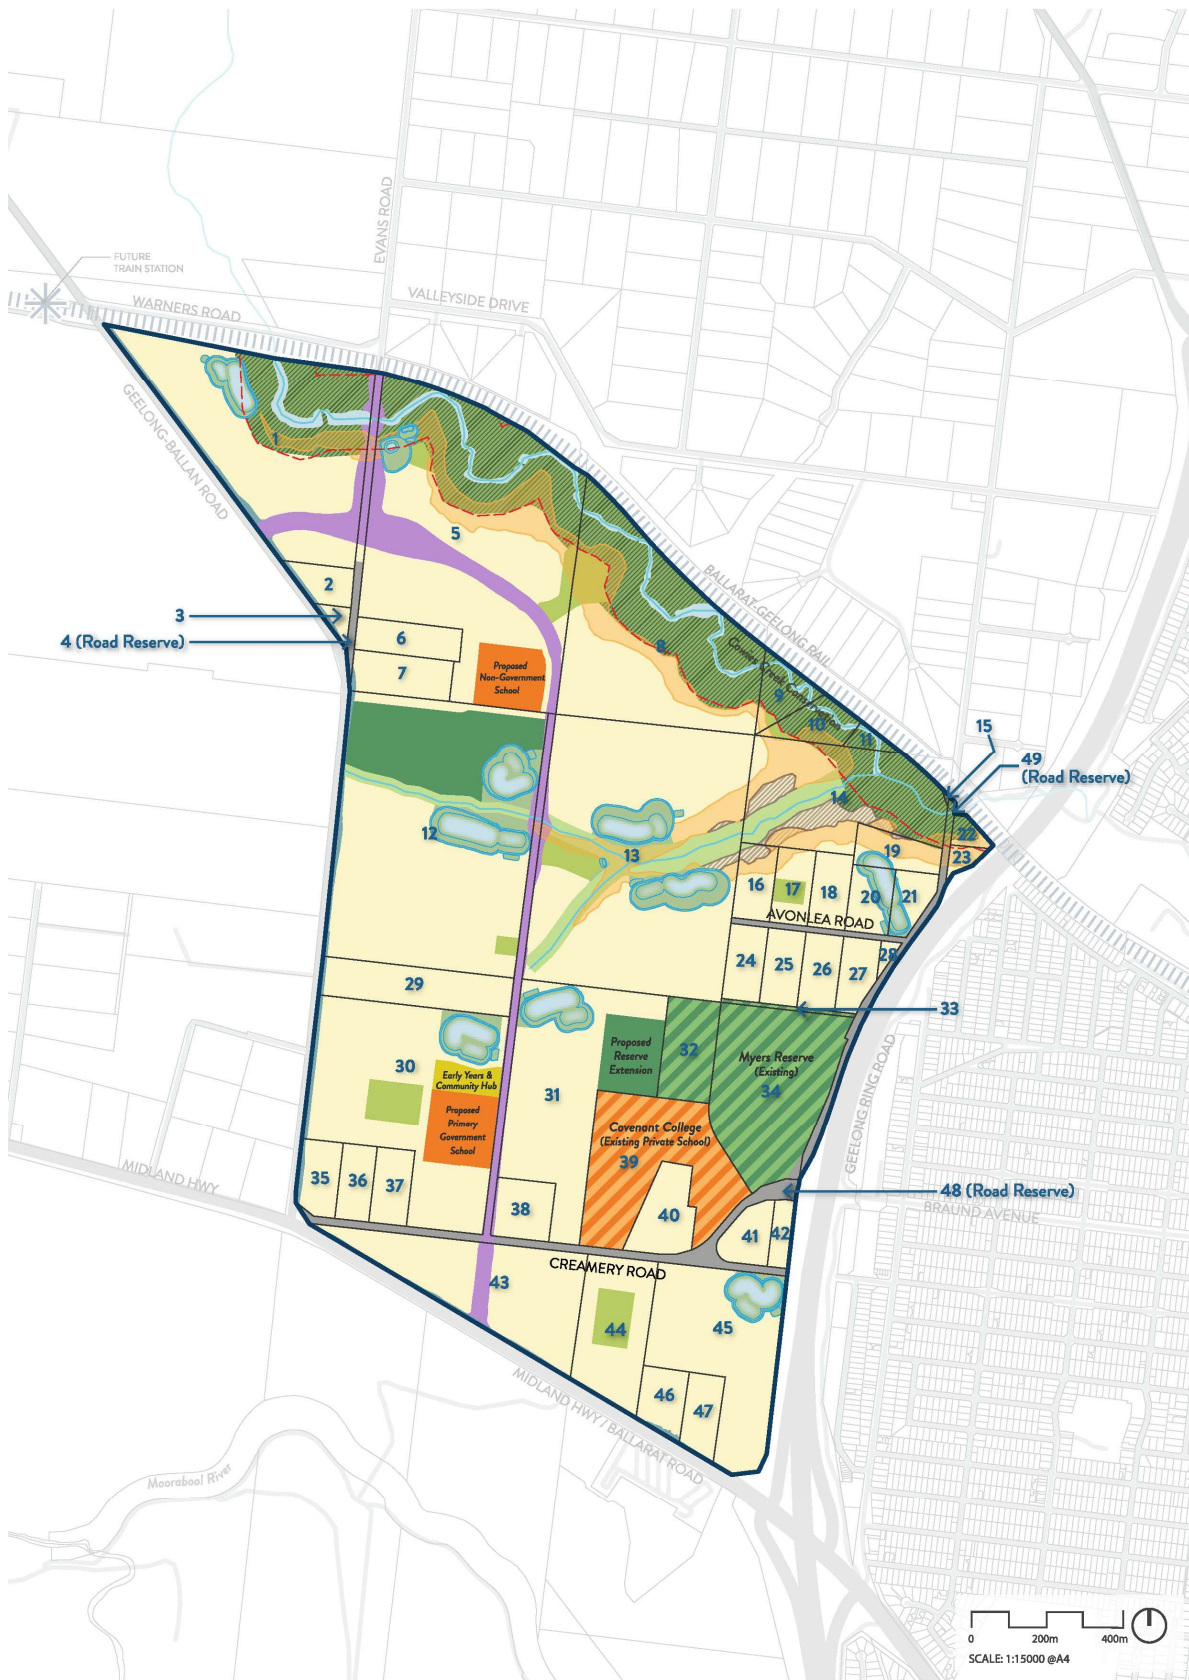 FUTURE
TRAIN STATION
EVANS ROAD
WARNERS ROAD
VALLEYSIDE DRIVE
GEELONG-BALLAN ROAD
1
5
2
3
4 (Road Reserve)
6
7
Proposed
Non-Government
School
BALLARAT-GEELONG RAIL
8
Cowies Creek Conservation
9
10
11
15
49
(Road Reserve)
12
13
14
22
19
23
16
17
18
20
21
AVONLEA ROAD
24
25
26
27
28
29
33
30
Early Years &
Community Hub
Proposed
Primary
Government
School
31
Proposed
Reserve
Extension
32
Myers Reserve
(Existing)
34
Covenant College
(Existing Private School)
39
GEELONG RING ROAD
MIDLAND HWY
35
36
37
38
40
41
42
48 (Road Reserve)
BRAUND AVENUE
CREAMERY ROAD
43
44
45
46
47
MIDLAND HWY / BALLARAT ROAD
Moorabool River
0
200m
400m
SCALE: 1:15000 @A4